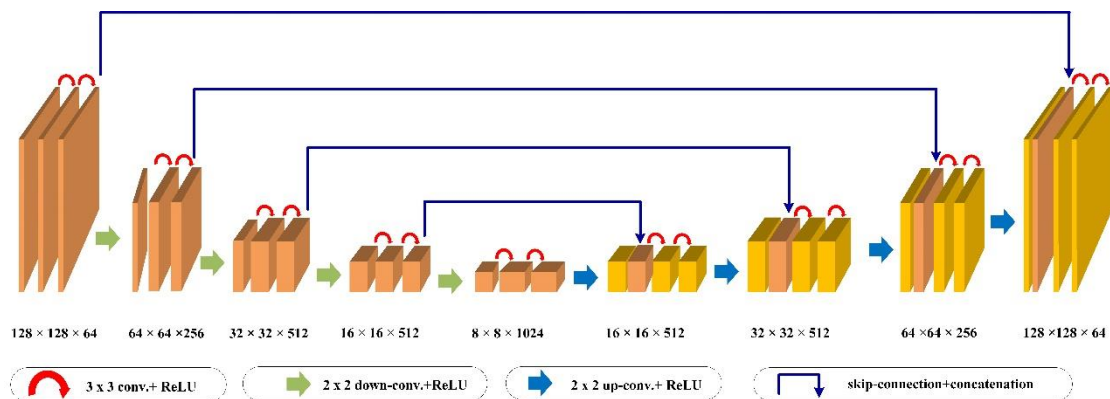 128 × 128 × 64 64 × 64 ×256 32 × 32 × 512 16 × 16 × 512 8 × 8 × 1024 16 × 16 × 512 32 × 32 × 512 64 ×64 × 256 128 ×128 × 64
3 x 3 conv.+ ReLU 2 x 2 down-conv.+ReLU 2 x 2 up-conv.+ ReLU skip-connection+concatenation